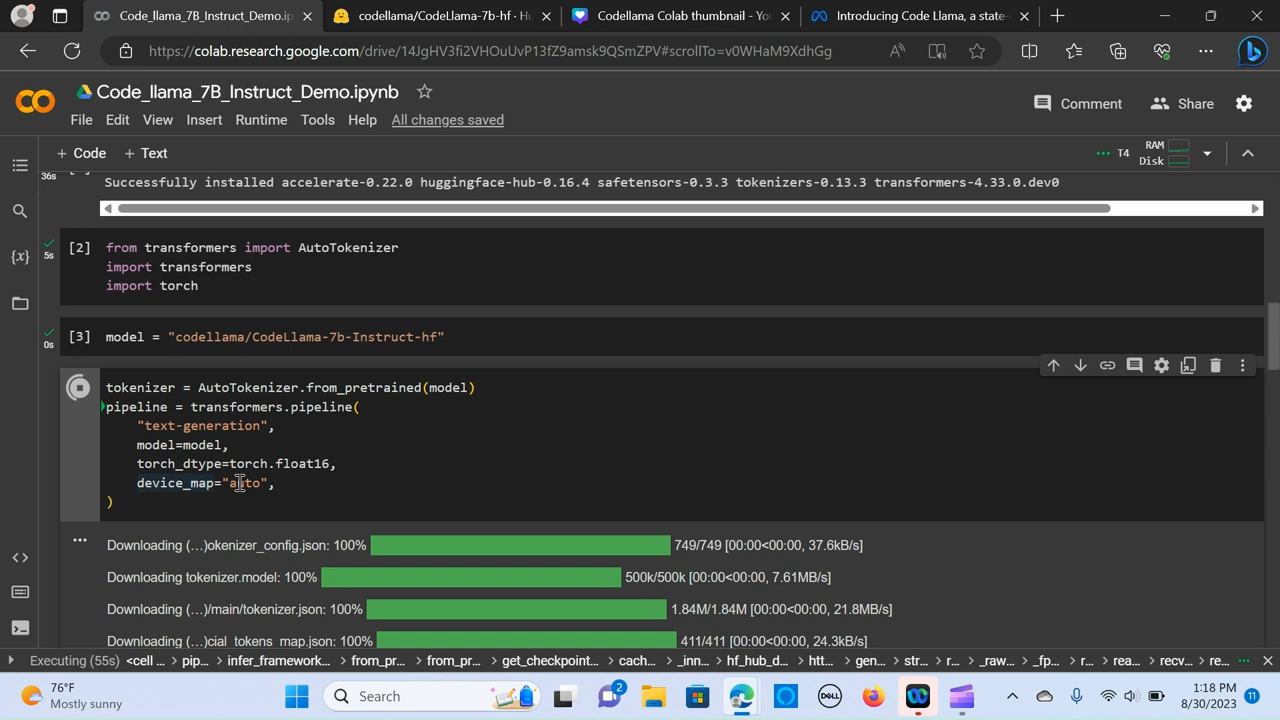 Code_llama_7B_Instruct_Demo.ip
codellama/CodeLlama-7b-hf · Hu
Codellama Colab thumbnail - You
Introducing Code Llama, a state-
https://colab.research.google.com/drive/14JgHV3fi2VHOuUvP13fZ9amsk9QSmZPV#scrollTo=v0WHaM9XdhGg
Code_llama_7B_Instruct_Demo.ipynb
File Edit View Insert Runtime Tools Help All changes saved
Comment Share
+ Code + Text
T4 RAM Disk
36s
Successfully installed accelerate-0.22.0 huggingface-hub-0.16.4 safetensors-0.3.3 tokenizers-0.13.3 transformers-4.33.0.dev0
5s
[2] from transformers import AutoTokenizer
import transformers
import torch
0s
[3] model = "codellama/CodeLlama-7b-Instruct-hf"
tokenizer = AutoTokenizer.from_pretrained(model)
pipeline = transformers.pipeline(
"text-generation",
model=model,
torch_dtype=torch.float16,
device_map="auto",
)
Downloading (…)okenizer_config.json: 100% 749/749 [00:00<00:00, 37.6kB/s]
Downloading tokenizer.model: 100% 500k/500k [00:00<00:00, 7.61MB/s]
Downloading (…)/main/tokenizer.json: 100% 1.84M/1.84M [00:00<00:00, 21.8MB/s]
Downloading (…)cial_tokens_map.json: 100% 411/411 [00:00<00:00, 24.3kB/s]
Executing (55s) <cell ... > pip... > infer_framework... > from_pr... > from_pr... > get_checkpoint... > cach... > _inn... > hf_hub_d... > htt... > gen... > str... > r... > _raw... > _fp... > r... > rea... > recv... > re...
76°F
Mostly sunny
Search
2
DELL
1:18 PM
8/30/2023
11